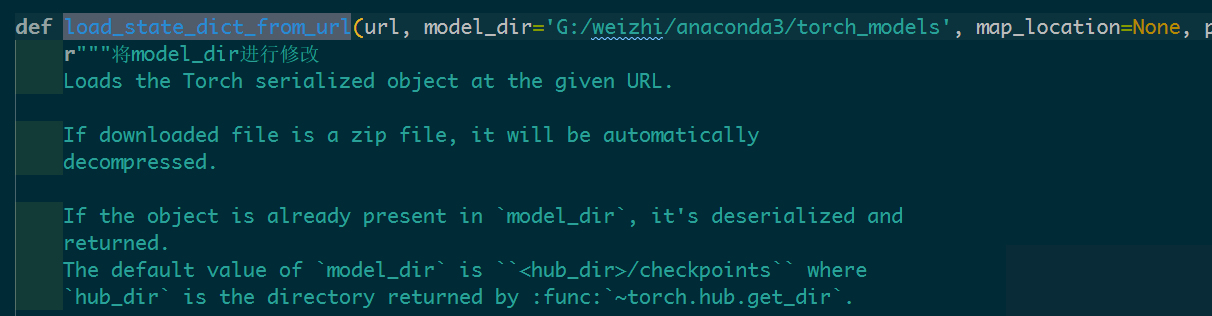 def load_state_dict_from_url(url, model_dir='G:/weizhi/anaconda3/torch_models', map_location=None, p
r"""将model_dir进行修改
Loads the Torch serialized object at the given URL.
If downloaded file is a zip file, it will be automatically
decompressed.
If the object is already present in `model_dir`, it's deserialized and
returned.
The default value of `model_dir` is ``<hub_dir>/checkpoints`` where
`hub_dir` is the directory returned by :func:`~torch.hub.get_dir`.